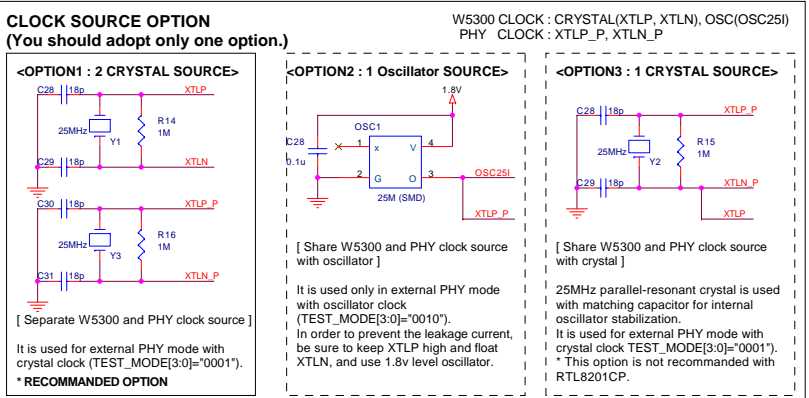 CLOCK SOURCE OPTION
(You should adopt only one option.)
W5300 CLOCK : CRYSTAL(XTLP, XTLN), OSC(OSC25I)
PHY CLOCK : XTLP_P, XTLN_P
<OPTION1 : 2 CRYSTAL SOURCE>
C28 18p XTLP
25MHz Y1 R14
1M
C29 18p XTLN
C30 18p XTLP_P
25MHz Y3 R16
1M
C31 18p XTLN_P
[ Separate W5300 and PHY clock source ]
It is used for external PHY mode with
crystal clock (TEST_MODE[3:0]="0001").
* RECOMMANDED OPTION
<OPTION2 : 1 Oscillator SOURCE>
1.8V
OSC1
C28
0.1u
1 x V 4
2 G O 3 OSC25I
25M (SMD)
XTLP_P
[ Share W5300 and PHY clock source
with oscillator ]
It is used only in external PHY mode
with oscillator clock
(TEST_MODE[3:0]="0010").
In order to prevent the leakage current,
be sure to keep XTLP high and float
XTLN, and use 1.8v level oscillator.
<OPTION3 : 1 CRYSTAL SOURCE>
C28 18p XTLP_P
25MHz Y2 R15
1M
C29 18p XTLN_P
XTLP
[ Share W5300 and PHY clock source
with crystal ]
25MHz parallel-resonant crystal is used
with matching capacitor for internal
oscillator stabilization.
It is used for external PHY mode with
crystal clock TEST_MODE[3:0]="0001").
* This option is not recommanded with
RTL8201CP.